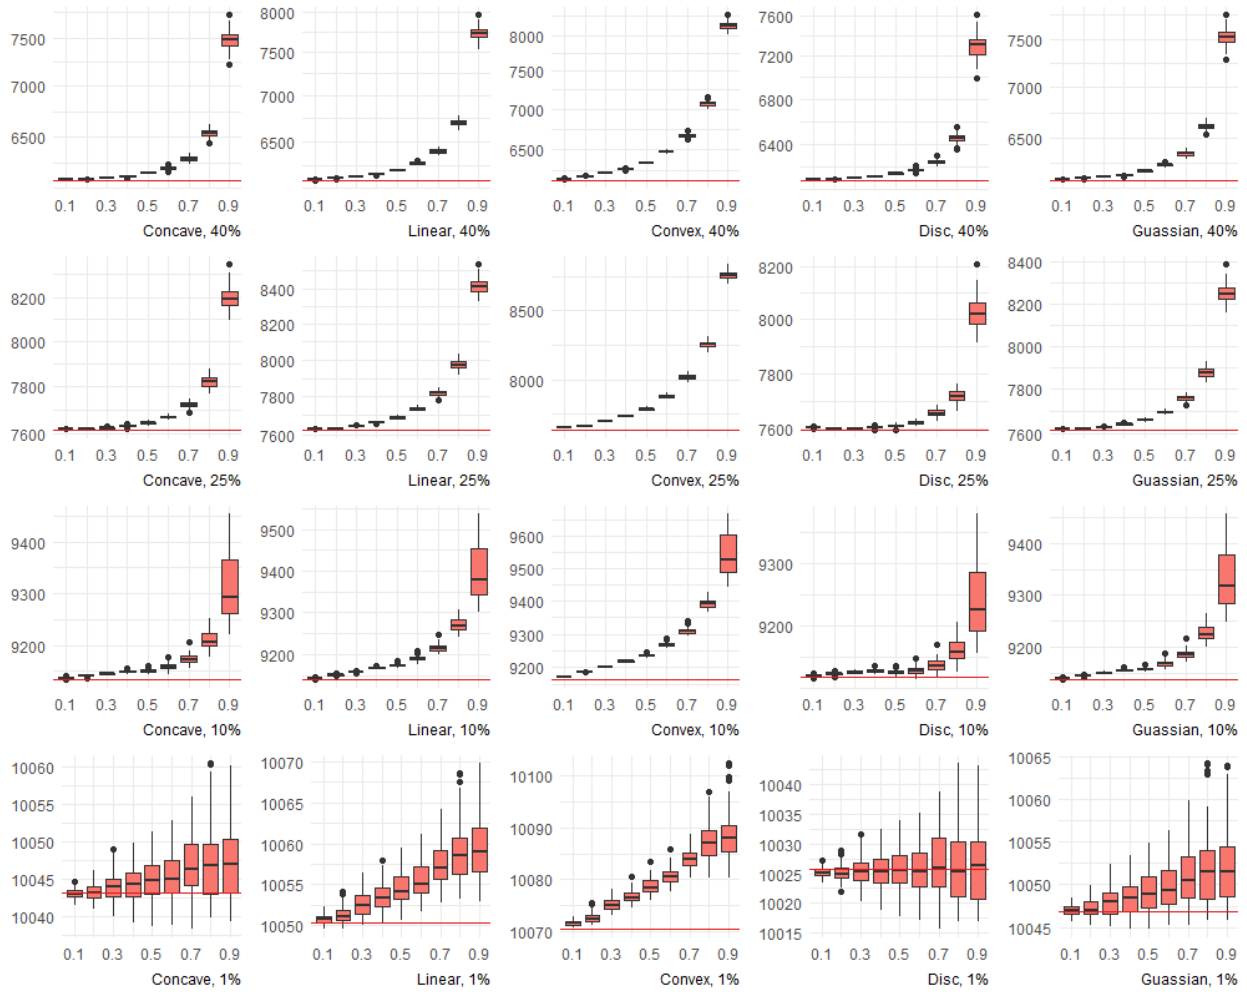 7500
7000
6500
0.1 0.3 0.5 0.7 0.9
Concave, 40%
8000
7500
7000
6500
0.1 0.3 0.5 0.7 0.9
Linear, 40%
8000
7500
7000
6500
0.1 0.3 0.5 0.7 0.9
Convex, 40%
7600
7200
6800
6400
0.1 0.3 0.5 0.7 0.9
Disc, 40%
7500
7000
6500
0.1 0.3 0.5 0.7 0.9
Guassian, 40%
8200
8000
7800
7600
0.1 0.3 0.5 0.7 0.9
Concave, 25%
8400
8200
8000
7800
7600
0.1 0.3 0.5 0.7 0.9
Linear, 25%
8500
8000
0.1 0.3 0.5 0.7 0.9
Convex, 25%
8200
8000
7800
7600
0.1 0.3 0.5 0.7 0.9
Disc, 25%
8400
8200
8000
7800
7600
0.1 0.3 0.5 0.7 0.9
Guassian, 25%
9400
9300
9200
0.1 0.3 0.5 0.7 0.9
Concave, 10%
9500
9400
9300
9200
0.1 0.3 0.5 0.7 0.9
Linear, 10%
9600
9500
9400
9300
9200
0.1 0.3 0.5 0.7 0.9
Convex, 10%
9300
9200
0.1 0.3 0.5 0.7 0.9
Disc, 10%
9400
9300
9200
0.1 0.3 0.5 0.7 0.9
Guassian, 10%
10060
10055
10050
10045
10040
0.1 0.3 0.5 0.7 0.9
Concave, 1%
10070
10065
10060
10055
10050
0.1 0.3 0.5 0.7 0.9
Linear, 1%
10100
10090
10080
10070
0.1 0.3 0.5 0.7 0.9
Convex, 1%
10040
10035
10030
10025
10020
10015
0.1 0.3 0.5 0.7 0.9
Disc, 1%
10065
10060
10055
10050
10045
0.1 0.3 0.5 0.7 0.9
Guassian, 1%